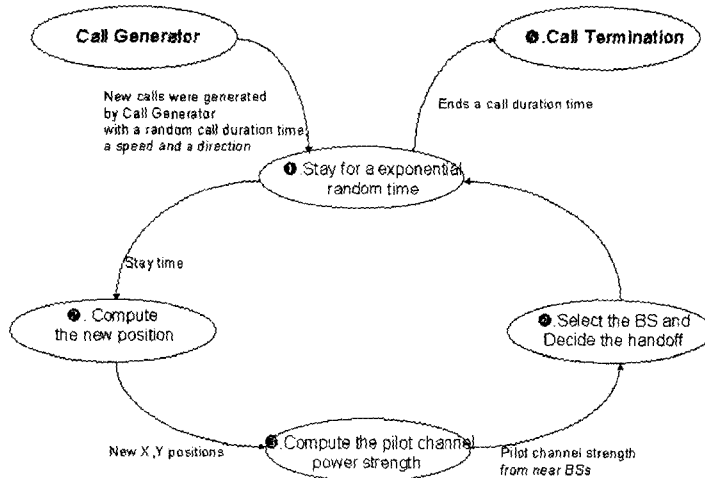 Call Generator
❺.Call Termination
New calls were generated
by Call Generator
with a random call duration time,
a speed and a direction
Ends a call duration time
❶.Stay for a exponential
random time
Stay time
❷. Compute
the new position
❹.Select the BS and
Decide the handoff
New X,Y positions
❸.Compute the pilot channel
power strength
Pilot channel strength
from near BSs